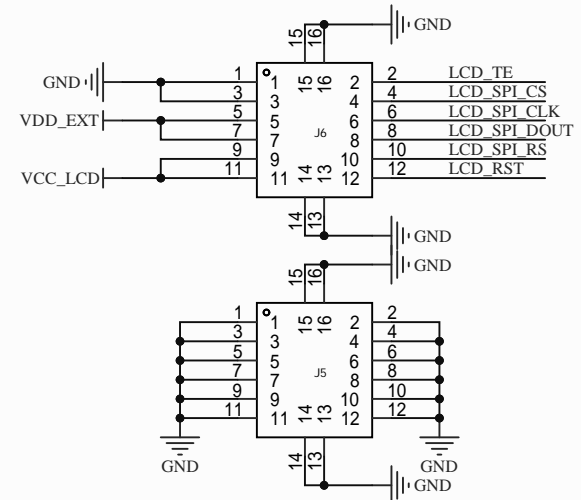 15 16 GND
1 1 15 16 2 2 LCD_TE
GND
3 3 4 4 LCD_SPI_CS
VDD_EXT 5 5 J6 6 6 LCD_SPI_CLK
7 7 8 8 LCD_SPI_DOUT
9 9 14 13 10 10 LCD_SPI_RS
VCC_LCD 11 11 12 12 LCD_RST
14 13 GND
15 16 GND
1 1 15 16 2 2
3 3 4 4
5 5 J5 6 6
7 7 8 8
9 9 14 13 10 10
11 11 12 12
GND GND
14 13 GND